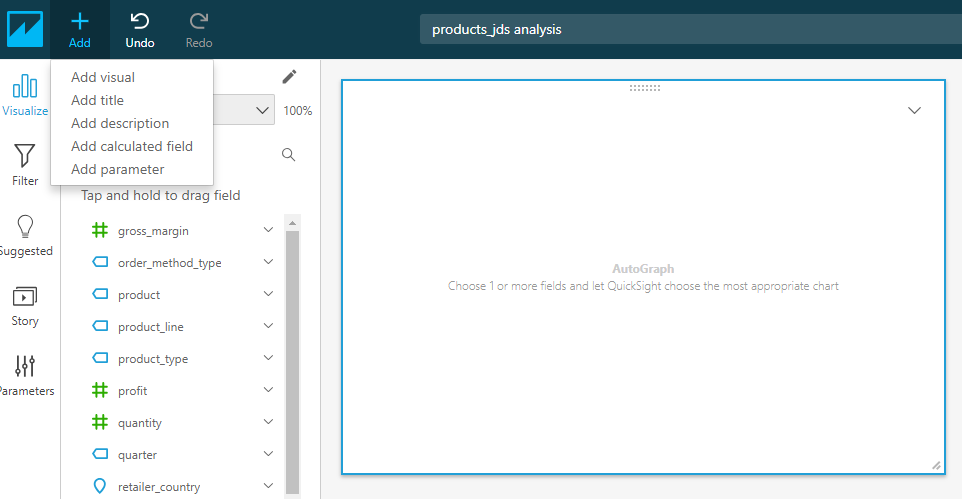 Add
Undo
Redo
products_jds analysis
Add visual
Add title
Add description
Add calculated field
Add parameter
Visualize
Filter
Suggested
Story
Parameters
100%
Tap and hold to drag field
gross_margin
order_method_type
product
product_line
product_type
profit
quantity
quarter
retailer_country
AutoGraph
Choose 1 or more fields and let QuickSight choose the most appropriate chart